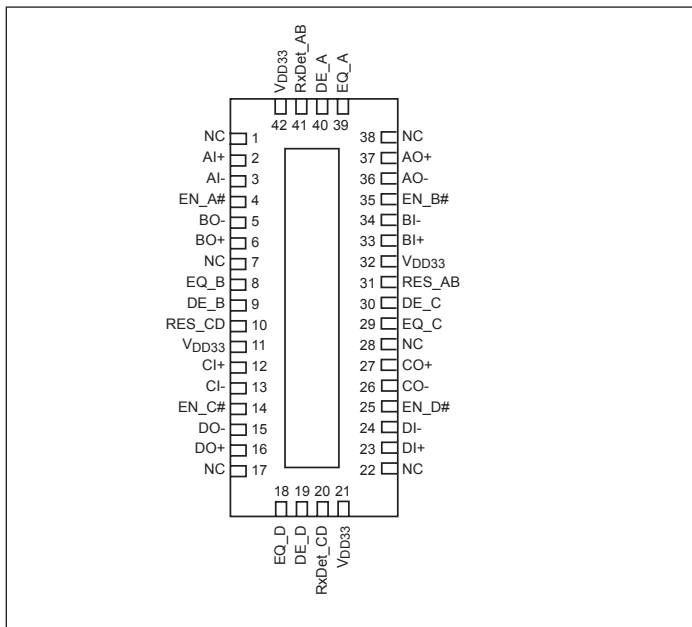 VDD33
RxDet_AB
DE_A
EQ_A
42 41 40 39
NC 1
AI+ 2
AI- 3
EN_A# 4
BO- 5
BO+ 6
NC 7
EQ_B 8
DE_B 9
RES_CD 10
VDD33 11
CI+ 12
CI- 13
EN_C# 14
DO- 15
DO+ 16
NC 17
38 NC
37 AO+
36 AO-
35 EN_B#
34 BI-
33 BI+
32 VDD33
31 RES_AB
30 DE_C
29 EQ_C
28 NC
27 CO+
26 CO-
25 EN_D#
24 DI-
23 DI+
22 NC
18 19 20 21
EQ_D
DE_D
RxDet_CD
VDD33